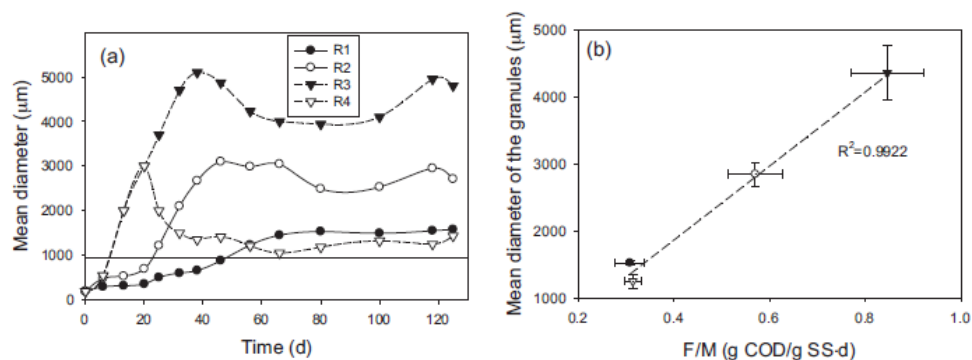 (a)
R1
R2
R3
R4
Mean diameter (μm)
5000
4000
3000
2000
1000
0
0 20 40 60 80 100 120
Time (d)
(b)
Mean diameter of the granules (μm)
5000
4000
3000
2000
1000
R²=0.9922
0.2 0.4 0.6 0.8 1.0
F/M (g COD/g SS-d)